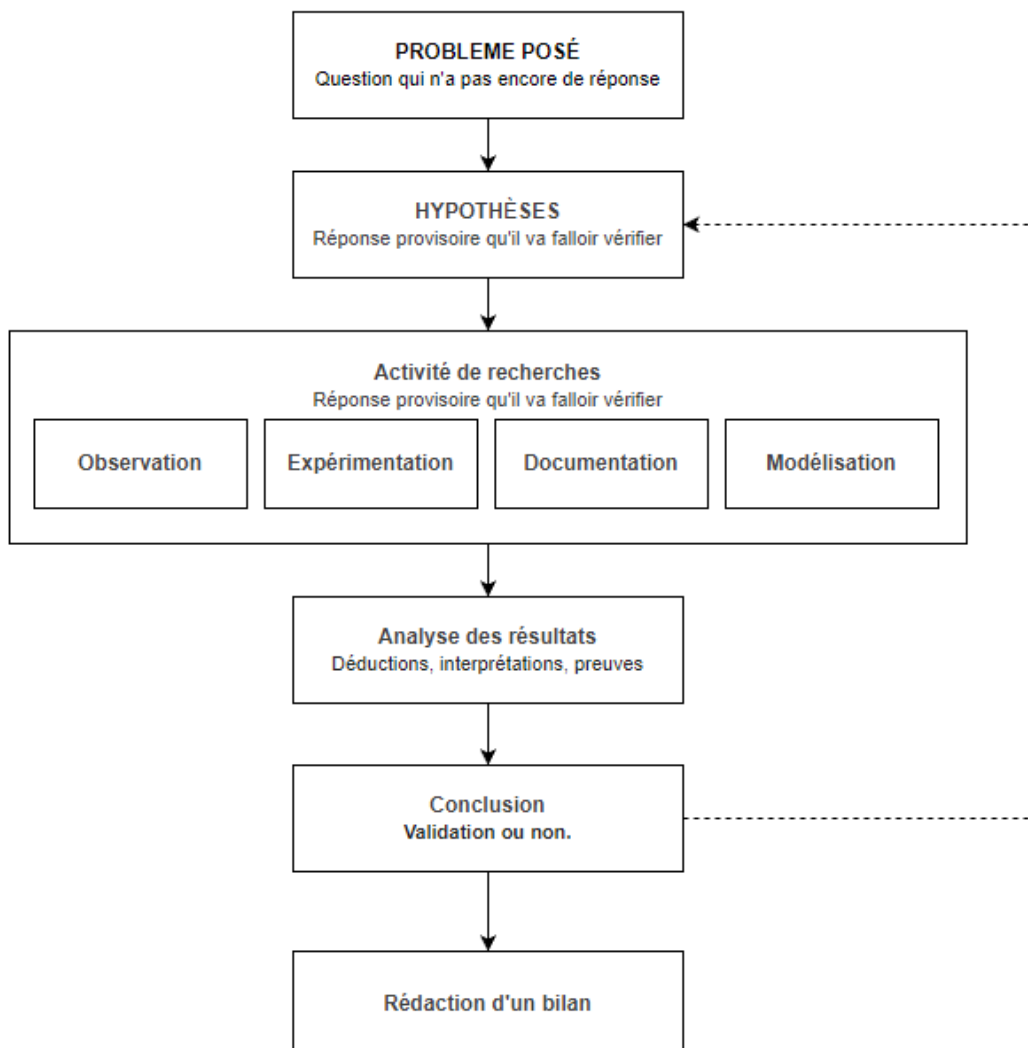 PROBLEME POSÉ
Question qui n'a pas encore de réponse
HYPOTHÈSES
Réponse provisoire qu'il va falloir vérifier
Activité de recherches
Réponse provisoire qu'il va falloir vérifier
Observation
Expérimentation
Documentation
Modélisation
Analyse des résultats
Déductions, interprétations, preuves
Conclusion
Validation ou non.
Rédaction d'un bilan